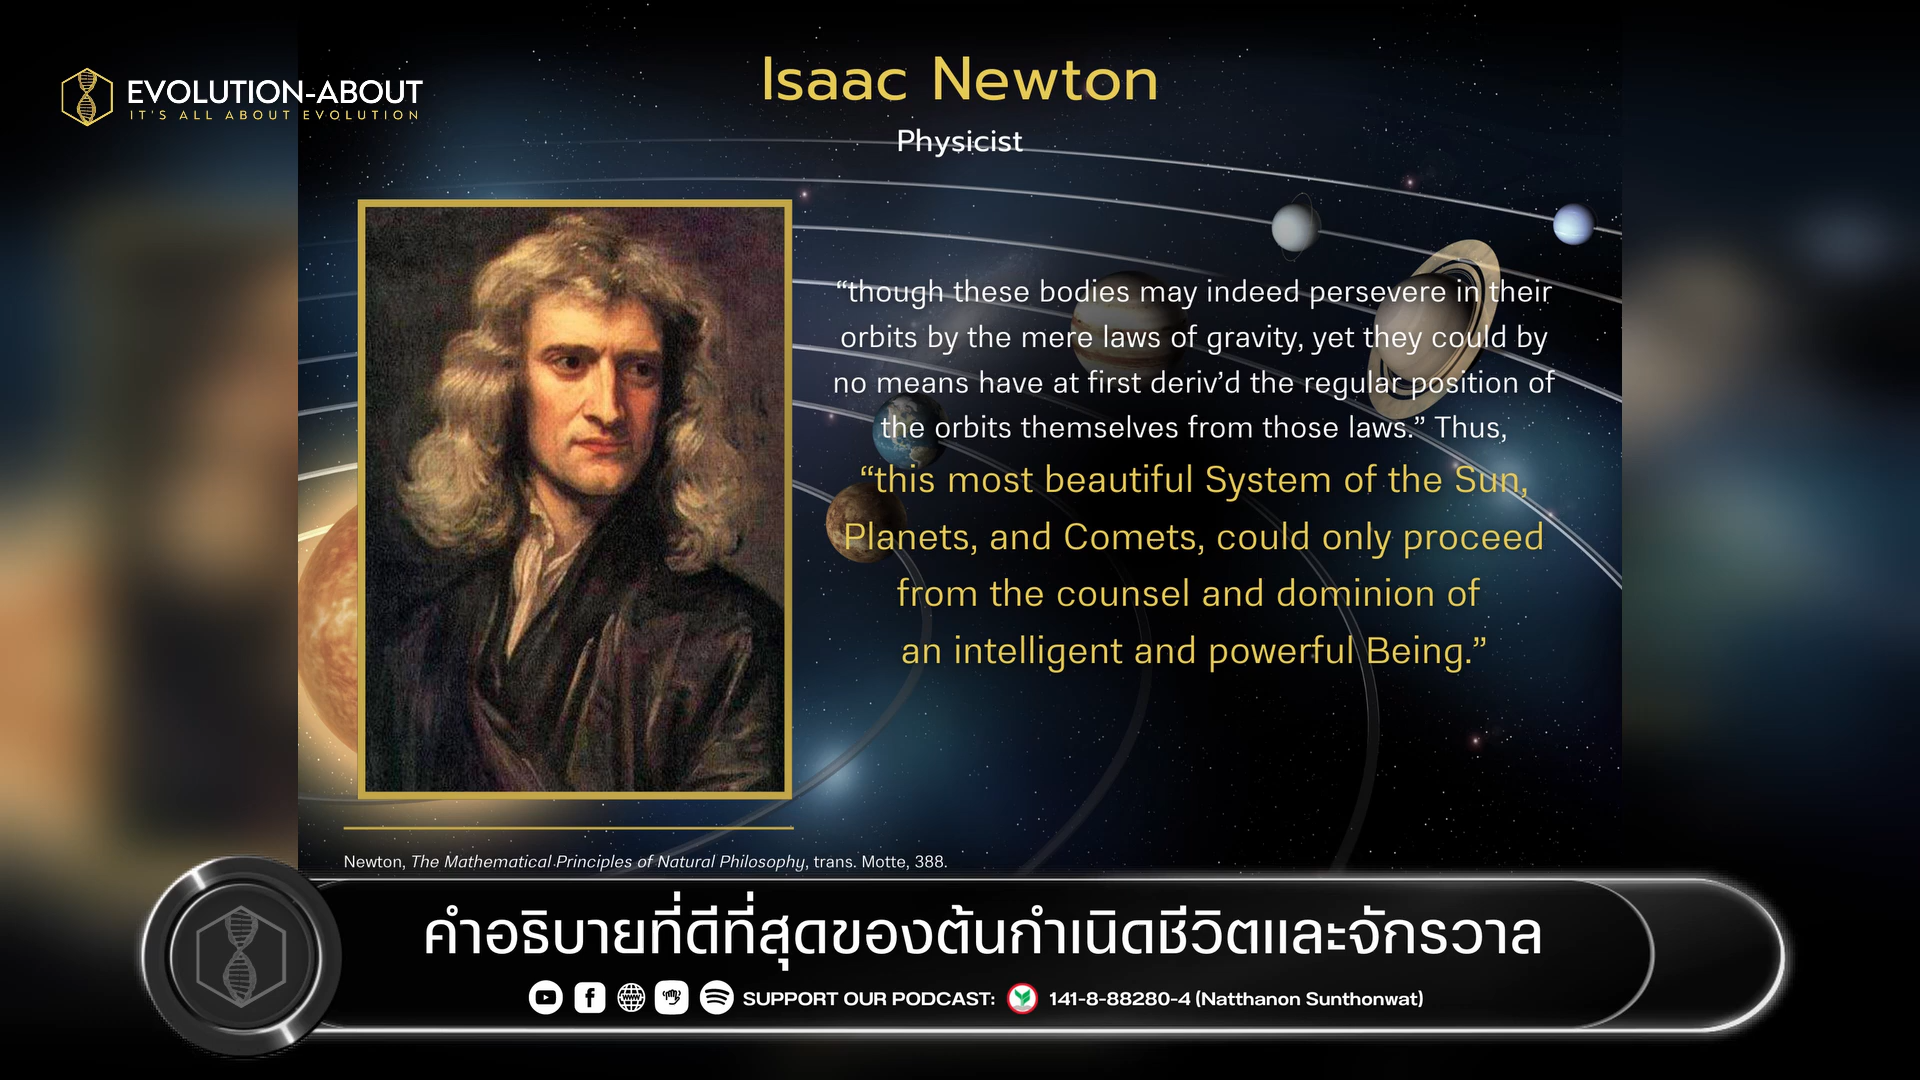 EVOLUTION-ABOUT
IT'S ALL ABOUT EVOLUTION
Isaac Newton
Physicist
“though these bodies may indeed persevere in their
orbits by the mere laws of gravity, yet they could by
no means have at first deriv’d the regular position of
the orbits themselves from those laws.” Thus,
“this most beautiful System of the Sun,
Planets, and Comets, could only proceed
from the counsel and dominion of
an intelligent and powerful Being.”
Newton, The Mathematical Principles of Natural Philosophy, trans. Motte, 388.
คำอธิบายที่ดีที่สุดของต้นกำเนิดชีวิตและจักรวาล
SUPPORT OUR PODCAST: 141-8-88280-4 (Natthanon Sunthonwat)